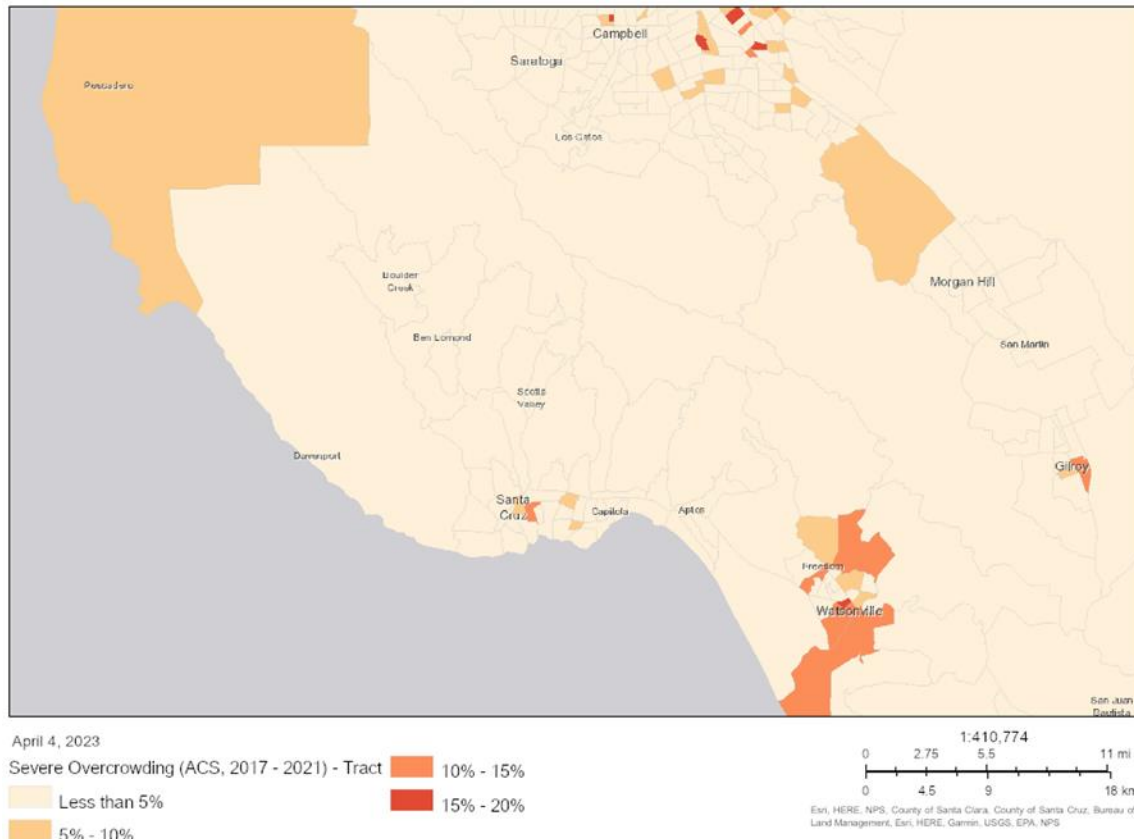 Campbell
Saratoga
Pescadero
Los Gatos
Morgan Hill
Boulder
Creek
Ben Lomond
San Martin
Scotts
Valley
Davenport
Gilroy
Santa
Cruz
Capitola
Aptos
Freedom
Watsonville
San Juan
Bautista
April 4, 2023
1:410,774
0 2.75 5.5 11 mi
0 4.5 9 18 km
Severe Overcrowding (ACS, 2017 - 2021) - Tract
Less than 5%
5% - 10%
10% - 15%
15% - 20%
Esri, HERE, NPS, County of Santa Clara, County of Santa Cruz, Bureau of
Land Management, Esri, HERE, Garmin, USGS, EPA, NPS